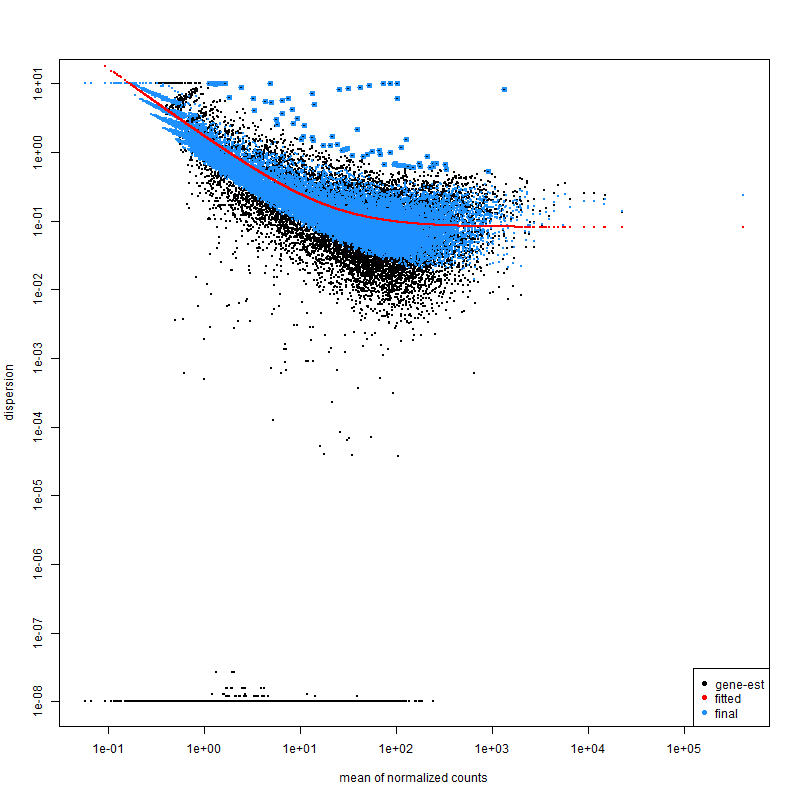 1e+01
1e+00
1e-01
1e-02
1e-03
1e-04
1e-05
1e-06
1e-07
1e-08
dispersion
gene-est
fitted
final
1e-01 1e+00 1e+01 1e+02 1e+03 1e+04 1e+05
mean of normalized counts